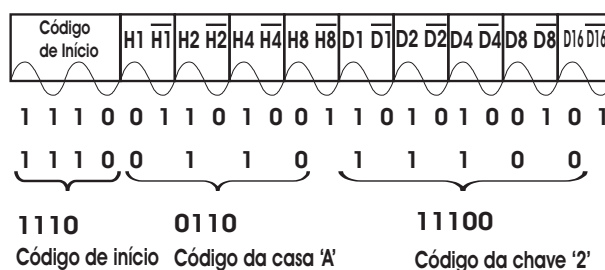 Código de Início H1 H1 H2 H2 H4 H4 H8 H8 D1 D1 D2 D2 D4 D4 D8 D8 D16 D16
1 1 1 0 0 1 1 0 1 0 0 1 1 0 1 0 1 0 0 1 0 1
1 1 1 0 0 1 1 0 1 1 1 0 0
1110 0110 11100
Código de início Código da casa 'A' Código da chave '2'